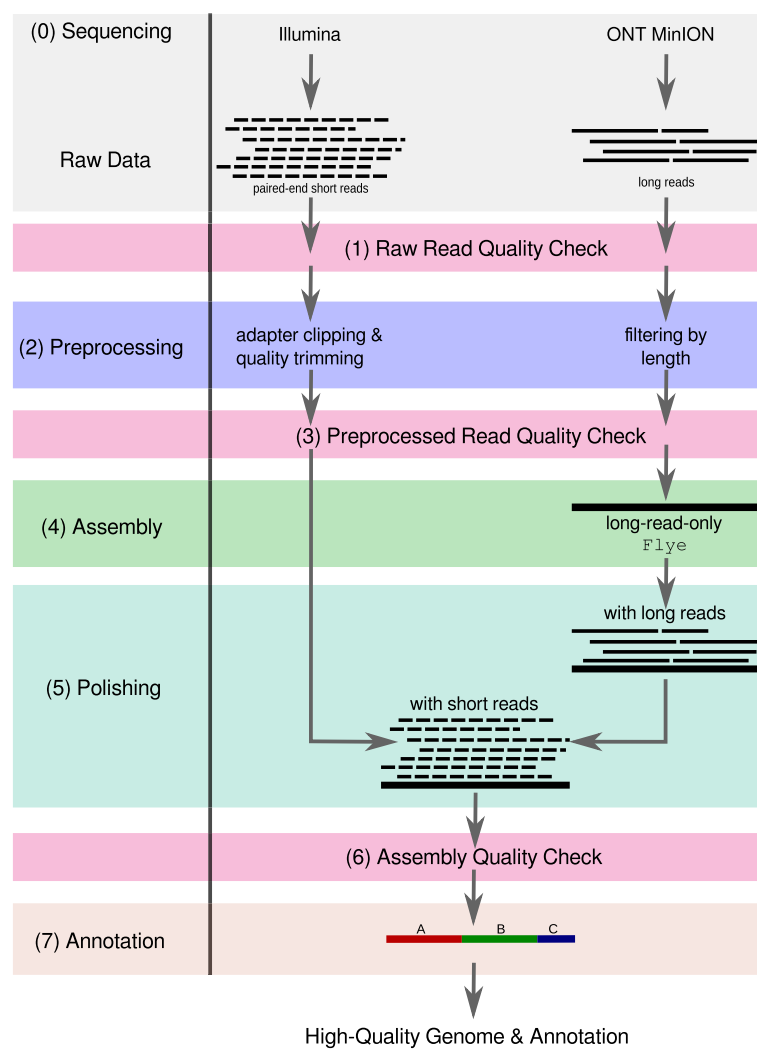 (0) Sequencing
Illumina
ONT MinION
Raw Data
paired-end short reads
long reads
(1) Raw Read Quality Check
(2) Preprocessing
adapter clipping &
quality trimming
filtering by
length
(3) Preprocessed Read Quality Check
(4) Assembly
long-read-only
Flye
with long reads
(5) Polishing
with short reads
(6) Assembly Quality Check
(7) Annotation
A B C
High-Quality Genome & Annotation